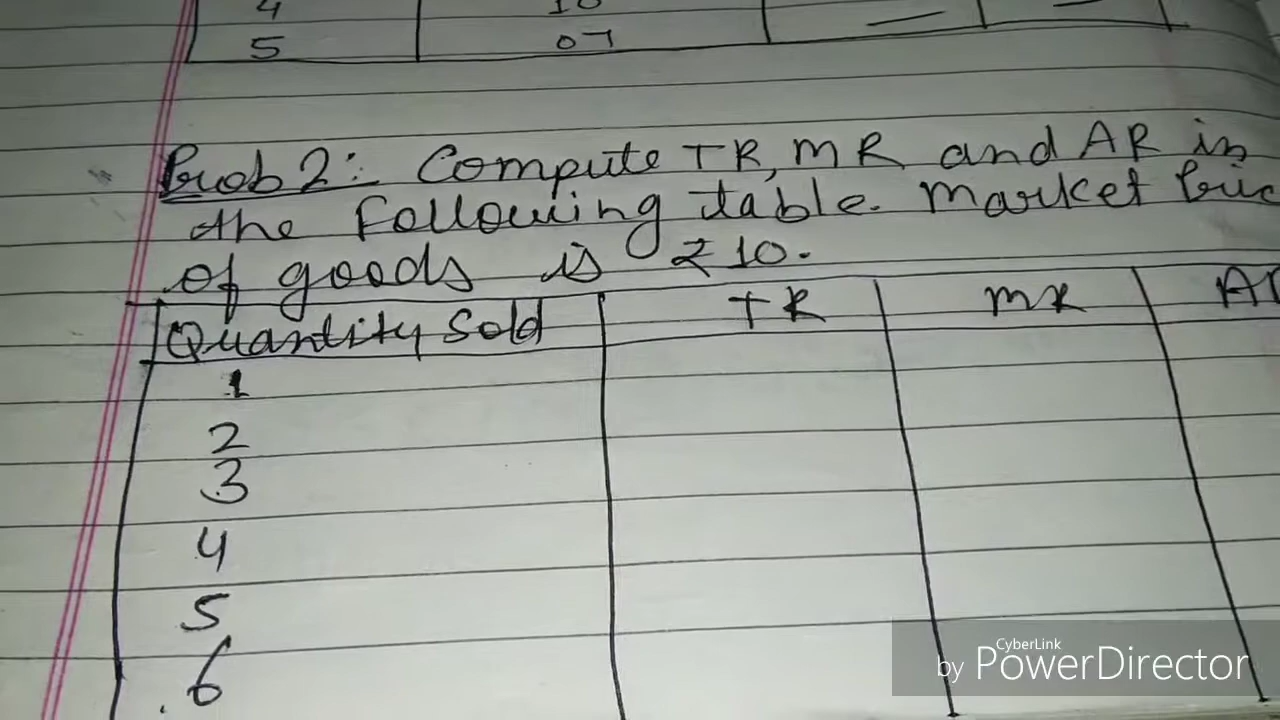 4 10
5 07
Prob 2: Compute TR, MR and AR in
the following table. Market
of goods is ₹10.
Quantity Sold TR MR
1
2
3
4
5
6
CyberLink
by PowerDirector